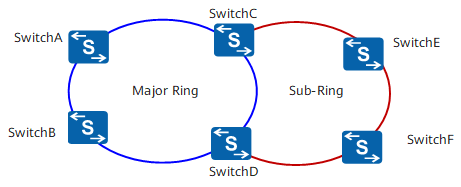 SwitchC
SwitchA
SwitchE
S
S
S
Major Ring
Sub-Ring
SwitchB
S
S
S
SwitchF
SwitchD